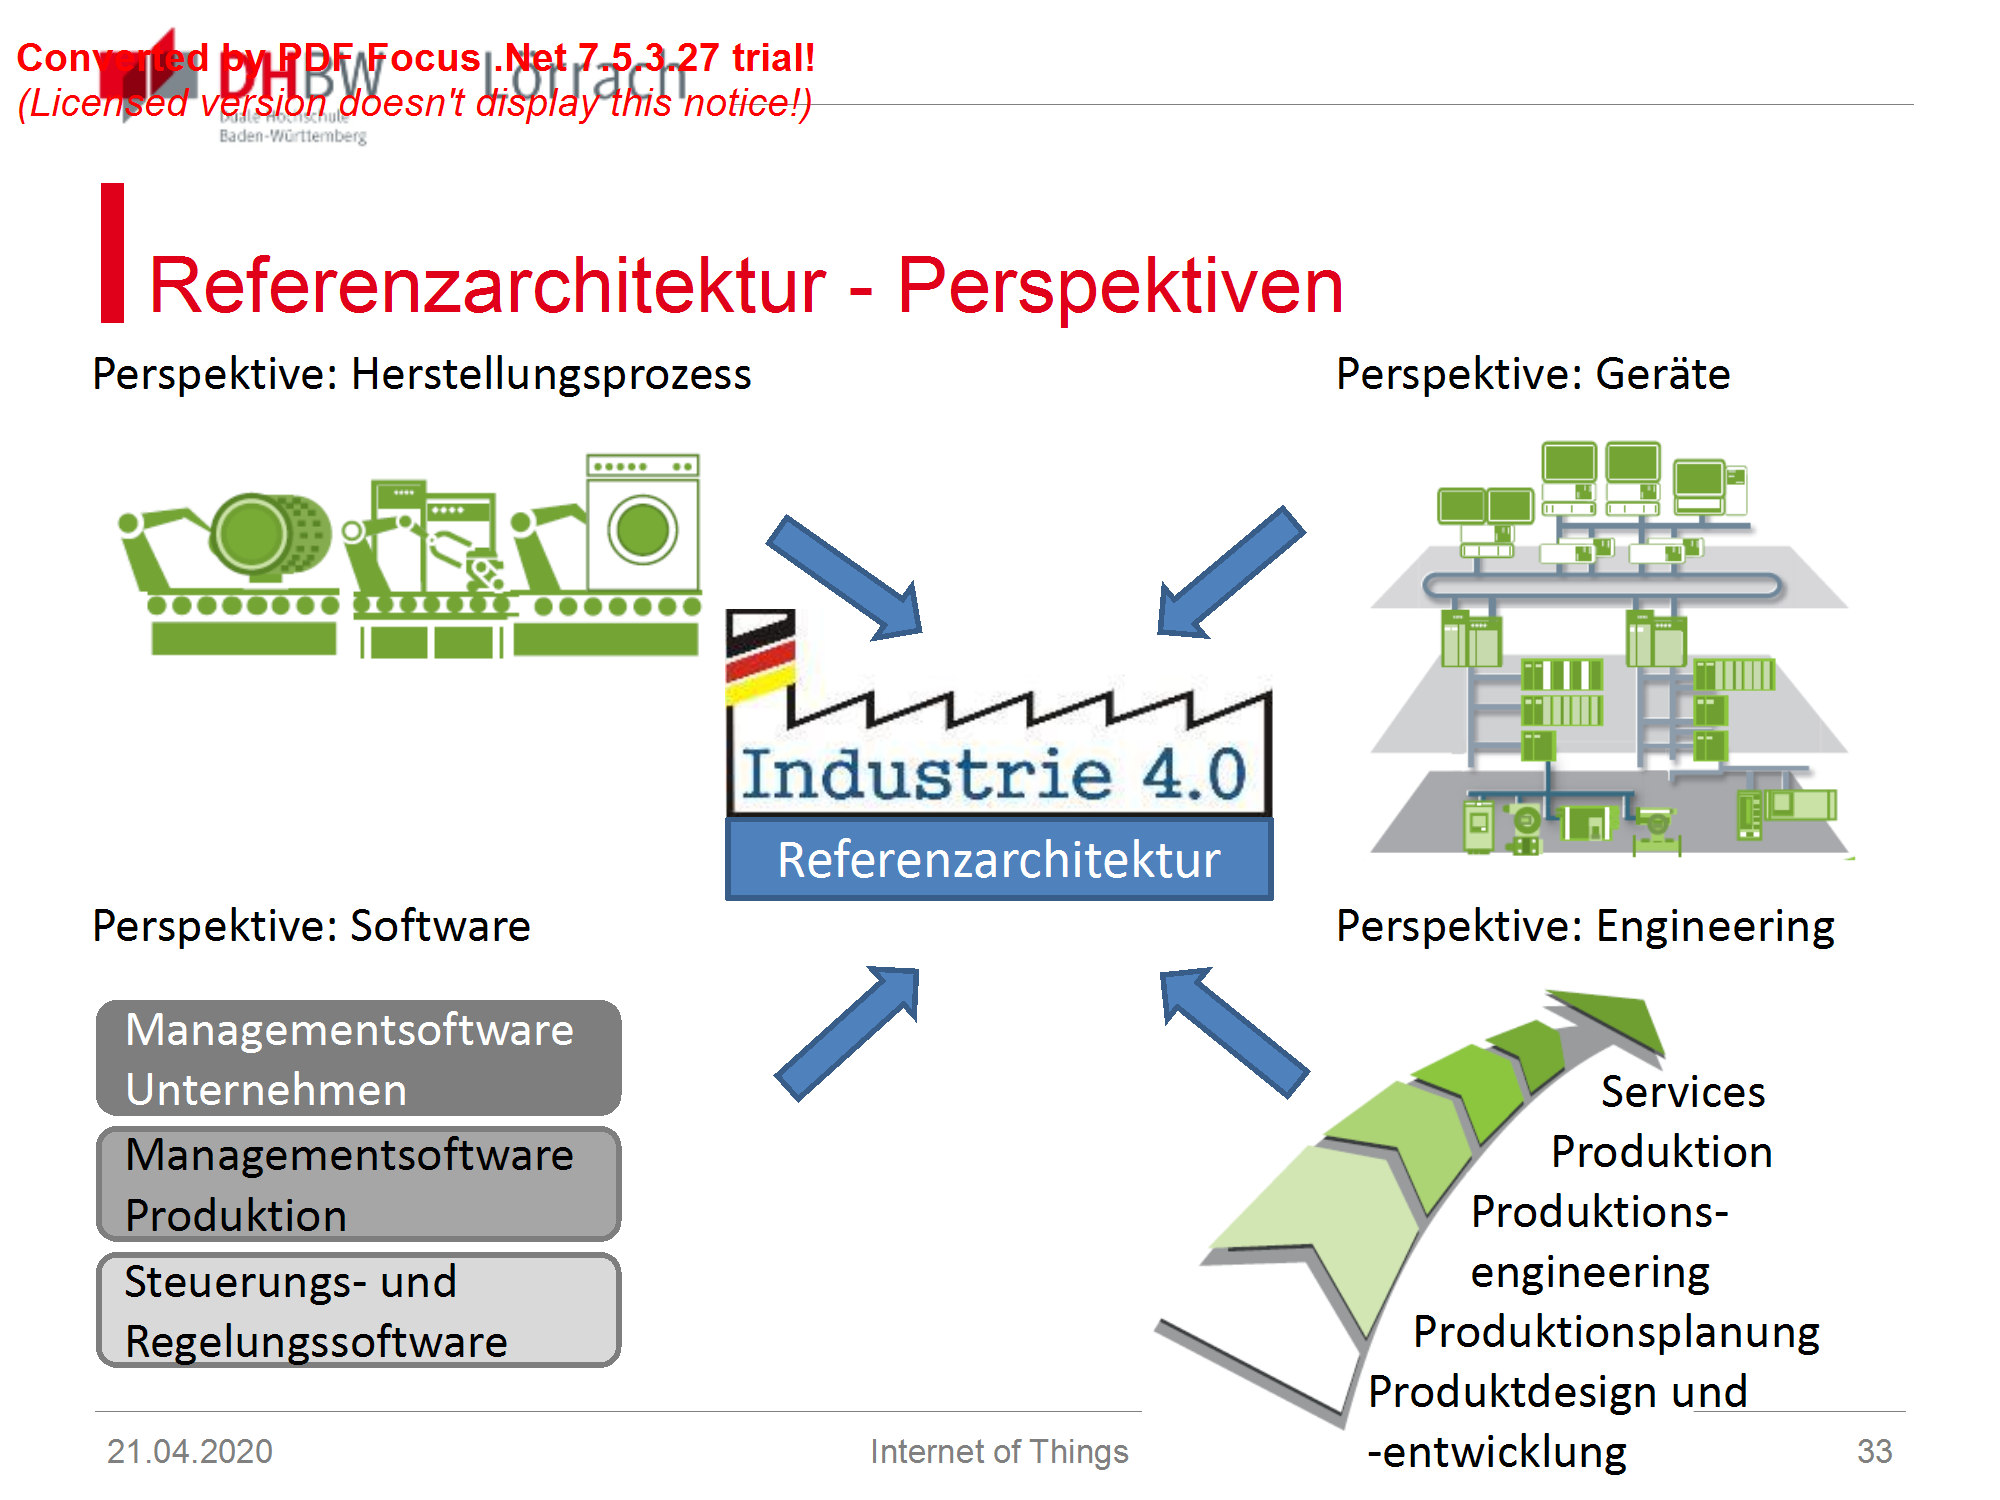 Converted by PDF Focus .Net 7.5.3.27 trial!
(Licensed version doesn't display this notice!)
DHBW Lörrach
Duale Hochschule
Baden-Württemberg
Referenzarchitektur - Perspektiven
Perspektive: Herstellungsprozess
Perspektive: Geräte
Industrie 4.0
Referenzarchitektur
Perspektive: Software
Managementsoftware
Unternehmen
Managementsoftware
Produktion
Steuerungs- und
Regelungssoftware
Perspektive: Engineering
Services
Produktion
Produktions-
engineering
Produktionsplanung
Produktdesign und
-entwicklung
21.04.2020
Internet of Things
33